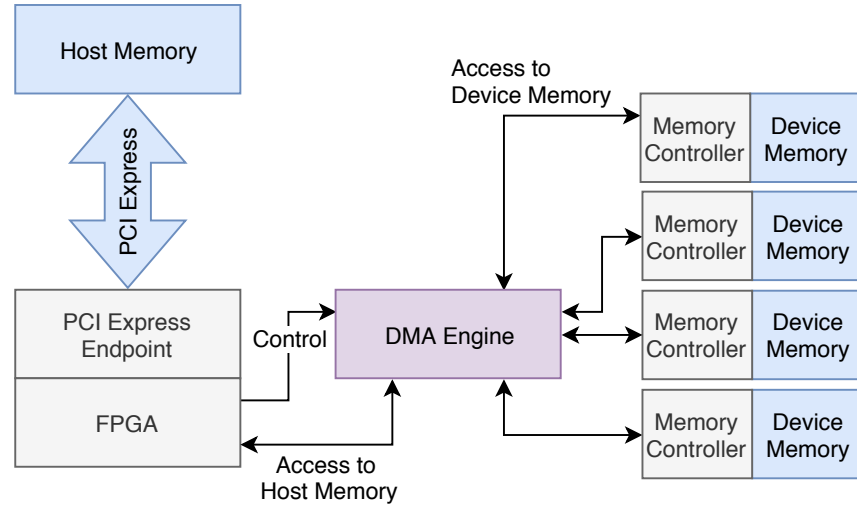 Host Memory
PCI Express
PCI Express
Endpoint
FPGA
Control
Access to
Host Memory
DMA Engine
Access to
Device Memory
Memory
Controller
Device
Memory
Memory
Controller
Device
Memory
Memory
Controller
Device
Memory
Memory
Controller
Device
Memory